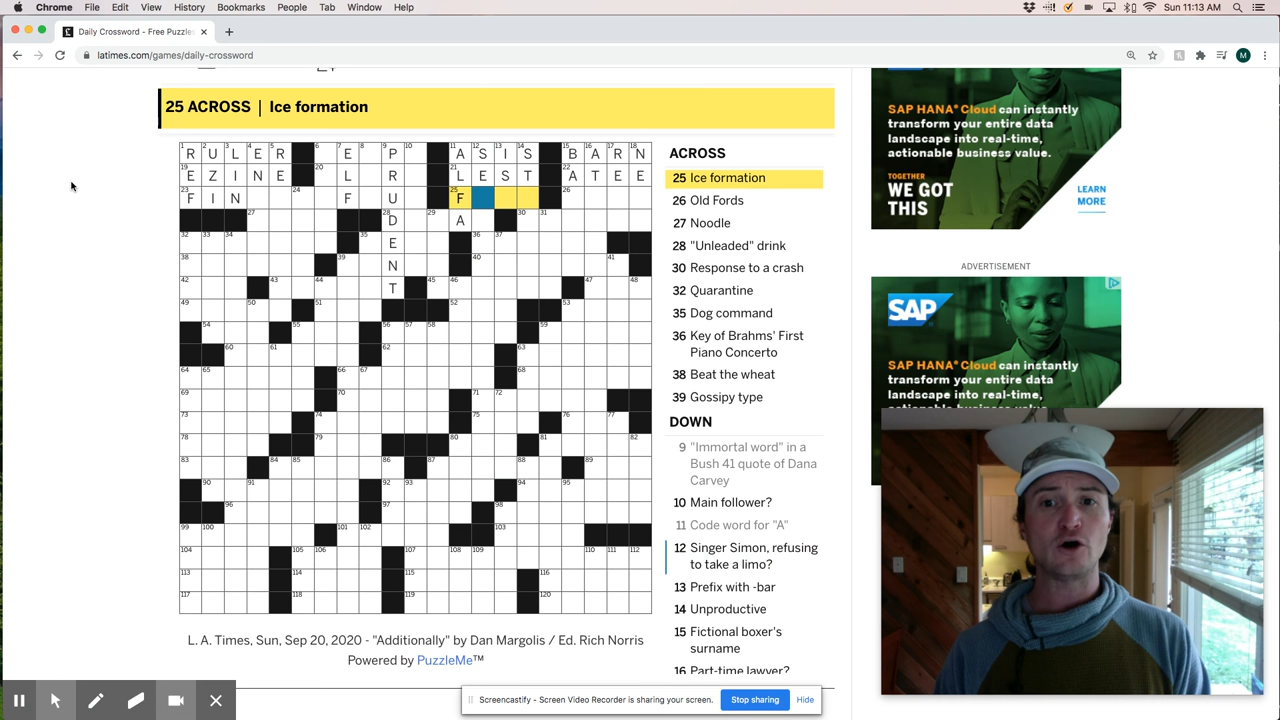 Chrome File Edit View History Bookmarks People Tab Window Help
Sun 11:13 AM
Daily Crossword - Free Puzzle
latimes.com/games/daily-crossword
M
25 ACROSS | Ice formation
R U L E R E P A S I S B A R N
E Z I N E L R L E S T A T E E
F I N F U F
D A
E
N
T
ACROSS
25 Ice formation
26 Old Fords
27 Noodle
28 "Unleaded" drink
30 Response to a crash
32 Quarantine
35 Dog command
36 Key of Brahms' First
Piano Concerto
38 Beat the wheat
39 Gossipy type
DOWN
9 "Immortal word" in a
Bush 41 quote of Dana
Carvey
10 Main follower?
11 Code word for "A"
12 Singer Simon, refusing
to take a limo?
13 Prefix with -bar
14 Unproductive
15 Fictional boxer's
surname
16 Part-time lawyer?
L. A. Times, Sun, Sep 20, 2020 - "Additionally" by Dan Margolis / Ed. Rich Norris
Powered by PuzzleMe™
SAP HANA® Cloud can instantly
transform your entire data
landscape into real-time,
actionable business value.
TOGETHER
WE GOT
THIS
LEARN
MORE
ADVERTISEMENT
SAP
SAP HANA® Cloud can instantly
transform your entire data
landscape into real-time,
Screencastify - Screen Video Recorder is sharing your screen.
Stop sharing
Hide